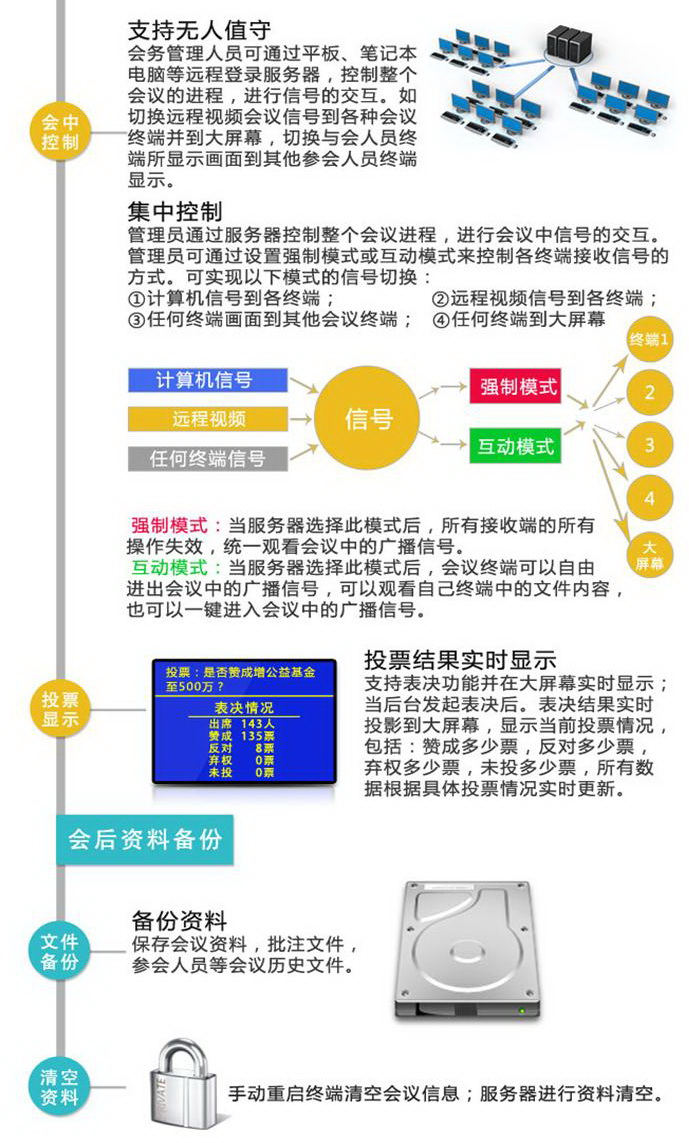 支持无人值守
会务管理人员可通过平板、笔记本
电脑等远程登录服务器，控制整个
会议的进程，进行信号的交互。如
切换远程视频会议信号到各种会议
终端并到大屏幕，切换与会人员终
端所显示画面到其他参会人员终端
显示。
会中
控制
集中控制
管理员通过服务器控制整个会议进程，进行会议中信号的交互。
管理员可通过设置强制模式或互动模式来控制各终端接收信号的
方式。可实现以下模式的信号切换：
①计算机信号到各终端； ②远程视频信号到各终端；
③任何终端画面到其他会议终端； ④任何终端到大屏幕
计算机信号
远程视频
任何终端信号
信号
强制模式
互动模式
终端1
2
3
4
大
屏幕
强制模式：当服务器选择此模式后，所有接收端的所有
操作失效，统一观看会议中的广播信号。
互动模式：当服务器选择此模式后，会议终端可以自由
进出会议中的广播信号，可以观看自己终端中的文件内容，
也可以一键进入会议中的广播信号。
投票
显示
投票：是否赞成增公益基金
至500万？
表决情况
出席 143人
赞成 135票
反对 8票
弃权 0票
未投 0票
投票结果实时显示
支持表决功能并在大屏幕实时显示；
当后台发起表决后。表决结果实时
投影到大屏幕，显示当前投票情况，
包括：赞成多少票，反对多少票，
弃权多少票，未投多少票，所有数
据根据具体投票情况实时更新。
会后资料备份
文件
备份
备份资料
保存会议资料，批注文件，
参会人员等会议历史文件。
清空
资料
手动重启终端清空会议信息；服务器进行资料清空。